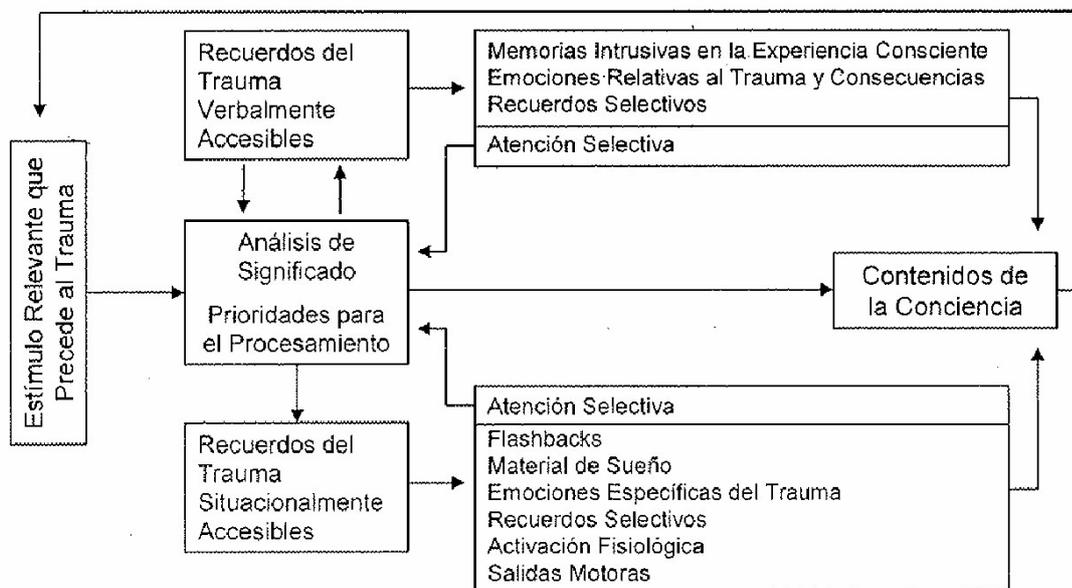 Estímulo Relevante que
Precede al Trauma
Recuerdos del
Trauma
Verbalmente
Accesibles
Análisis de
Significado
Prioridades para
el Procesamiento
Recuerdos del
Trauma
Situacionalmente
Accesibles
Memorias Intrusivas en la Experiencia Consciente
Emociones Relativas al Trauma y Consecuencias
Recuerdos Selectivos
Atención Selectiva
Atención Selectiva
Flashbacks
Material de Sueño
Emociones Específicas del Trauma
Recuerdos Selectivos
Activación Fisiológica
Salidas Motoras
Contenidos de
la Conciencia